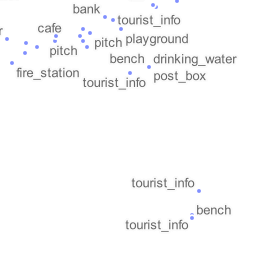 bank
tourist_info
cafe
r
playground
pitch
pitch
bench
drinking_water
fire_station
post_box
tourist_info
tourist_info
bench
tourist_info